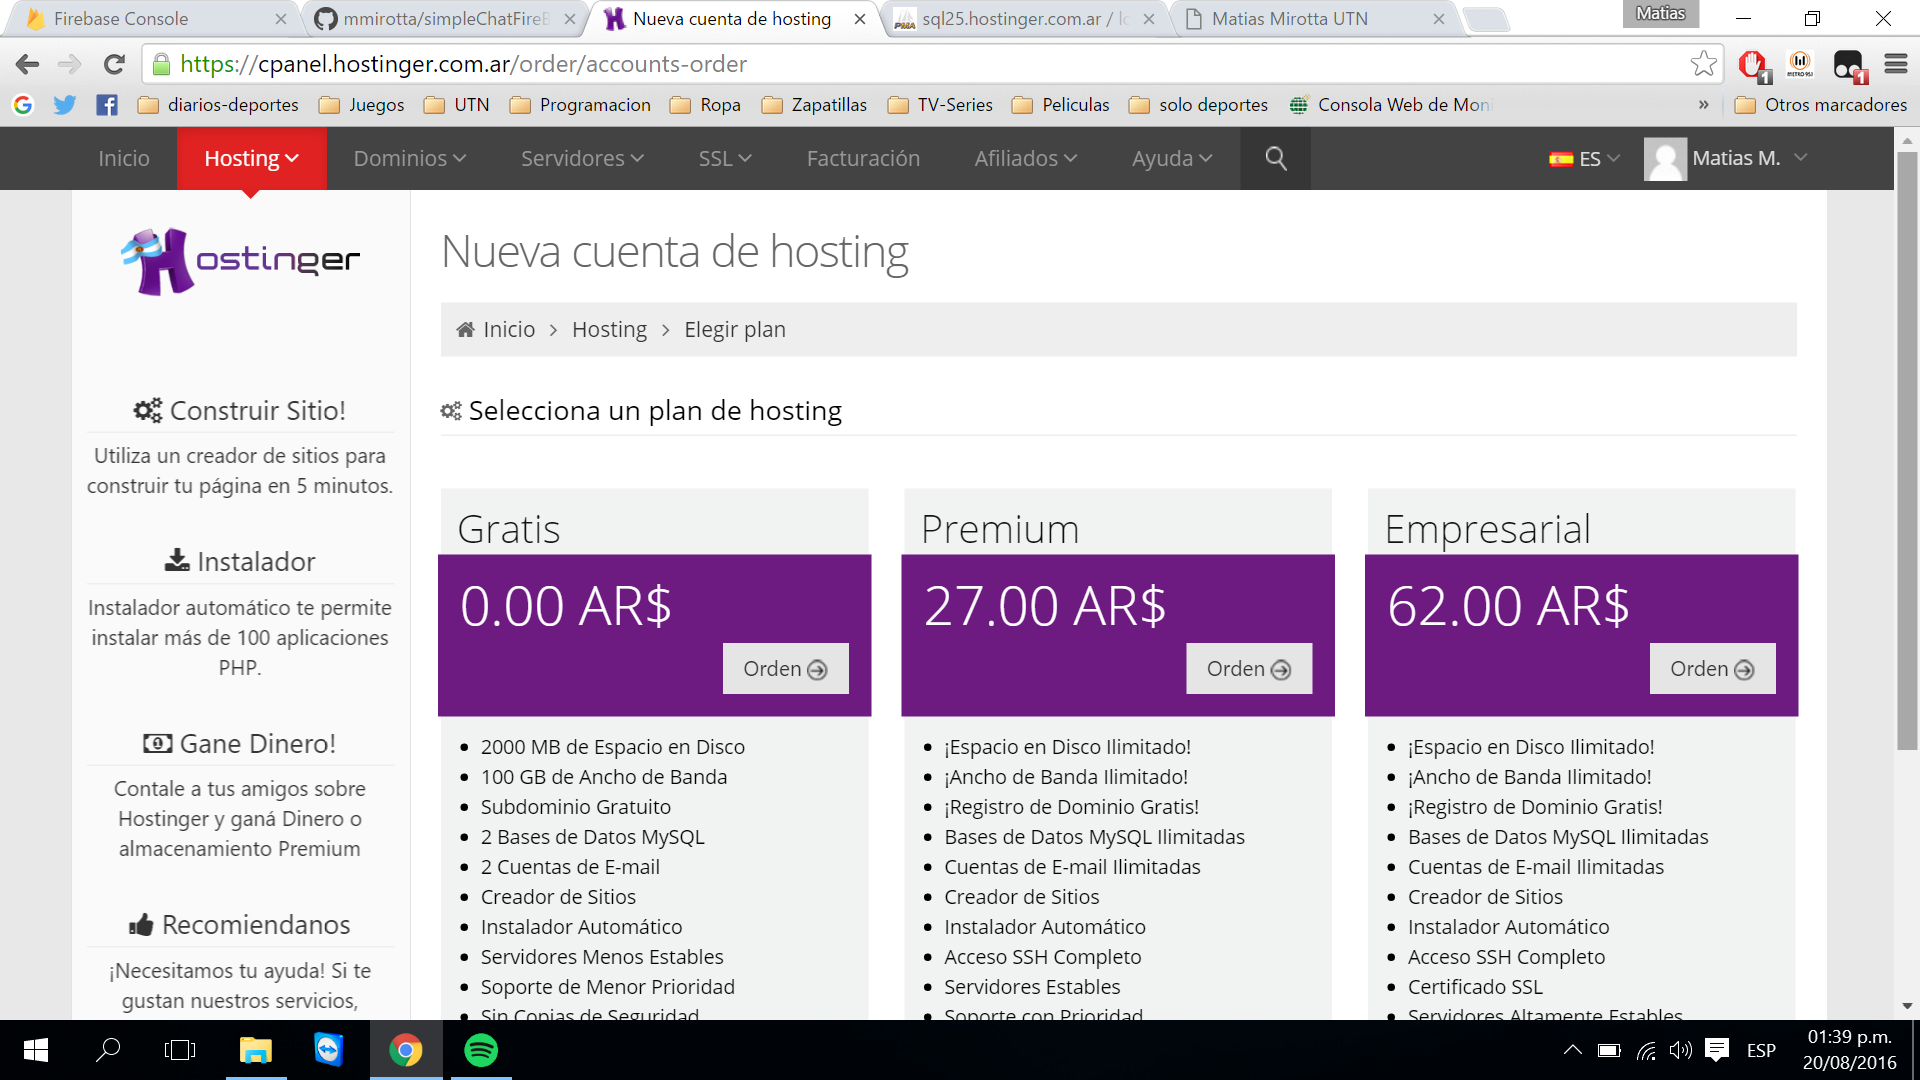 Firebase Console
mmirotta/simpleChatFireB
Nueva cuenta de hosting
sql25.hostinger.com.ar / lo
Matias Mirotta UTN
Matias
https://cpanel.hostinger.com.ar/order/accounts-order
1
METRO 95.1
1
diarios-deportes
Juegos
UTN
Programacion
Ropa
Zapatillas
TV-Series
Peliculas
solo deportes
Consola Web de Moni
»
Otros marcadores
Inicio
Hosting
Dominios
Servidores
SSL
Facturación
Afiliados
Ayuda
ES
Matias M.
Hostinger
Construir Sitio!
Utiliza un creador de sitios para
construir tu página en 5 minutos.
Instalador
Instalador automático te permite
instalar más de 100 aplicaciones
PHP.
Gane Dinero!
Contale a tus amigos sobre
Hostinger y ganá Dinero o
almacenamiento Premium
Recomiendanos
¡Necesitamos tu ayuda! Si te
gustan nuestros servicios,
Nueva cuenta de hosting
Inicio > Hosting > Elegir plan
Selecciona un plan de hosting
Gratis
0.00 AR$
Orden
• 2000 MB de Espacio en Disco
• 100 GB de Ancho de Banda
• Subdominio Gratuito
• 2 Bases de Datos MySQL
• 2 Cuentas de E-mail
• Creador de Sitios
• Instalador Automático
• Servidores Menos Estables
• Soporte de Menor Prioridad
• Sin Copias de Seguridad
Premium
27.00 AR$
Orden
• ¡Espacio en Disco Ilimitado!
• ¡Ancho de Banda Ilimitado!
• ¡Registro de Dominio Gratis!
• Bases de Datos MySQL Ilimitadas
• Cuentas de E-mail Ilimitadas
• Creador de Sitios
• Instalador Automático
• Acceso SSH Completo
• Servidores Estables
• Soporte con Prioridad
Empresarial
62.00 AR$
Orden
• ¡Espacio en Disco Ilimitado!
• ¡Ancho de Banda Ilimitado!
• ¡Registro de Dominio Gratis!
• Bases de Datos MySQL Ilimitadas
• Cuentas de E-mail Ilimitadas
• Creador de Sitios
• Instalador Automático
• Acceso SSH Completo
• Certificado SSL
• Servidores Altamente Estables
ESP
01:39 p.m.
20/08/2016